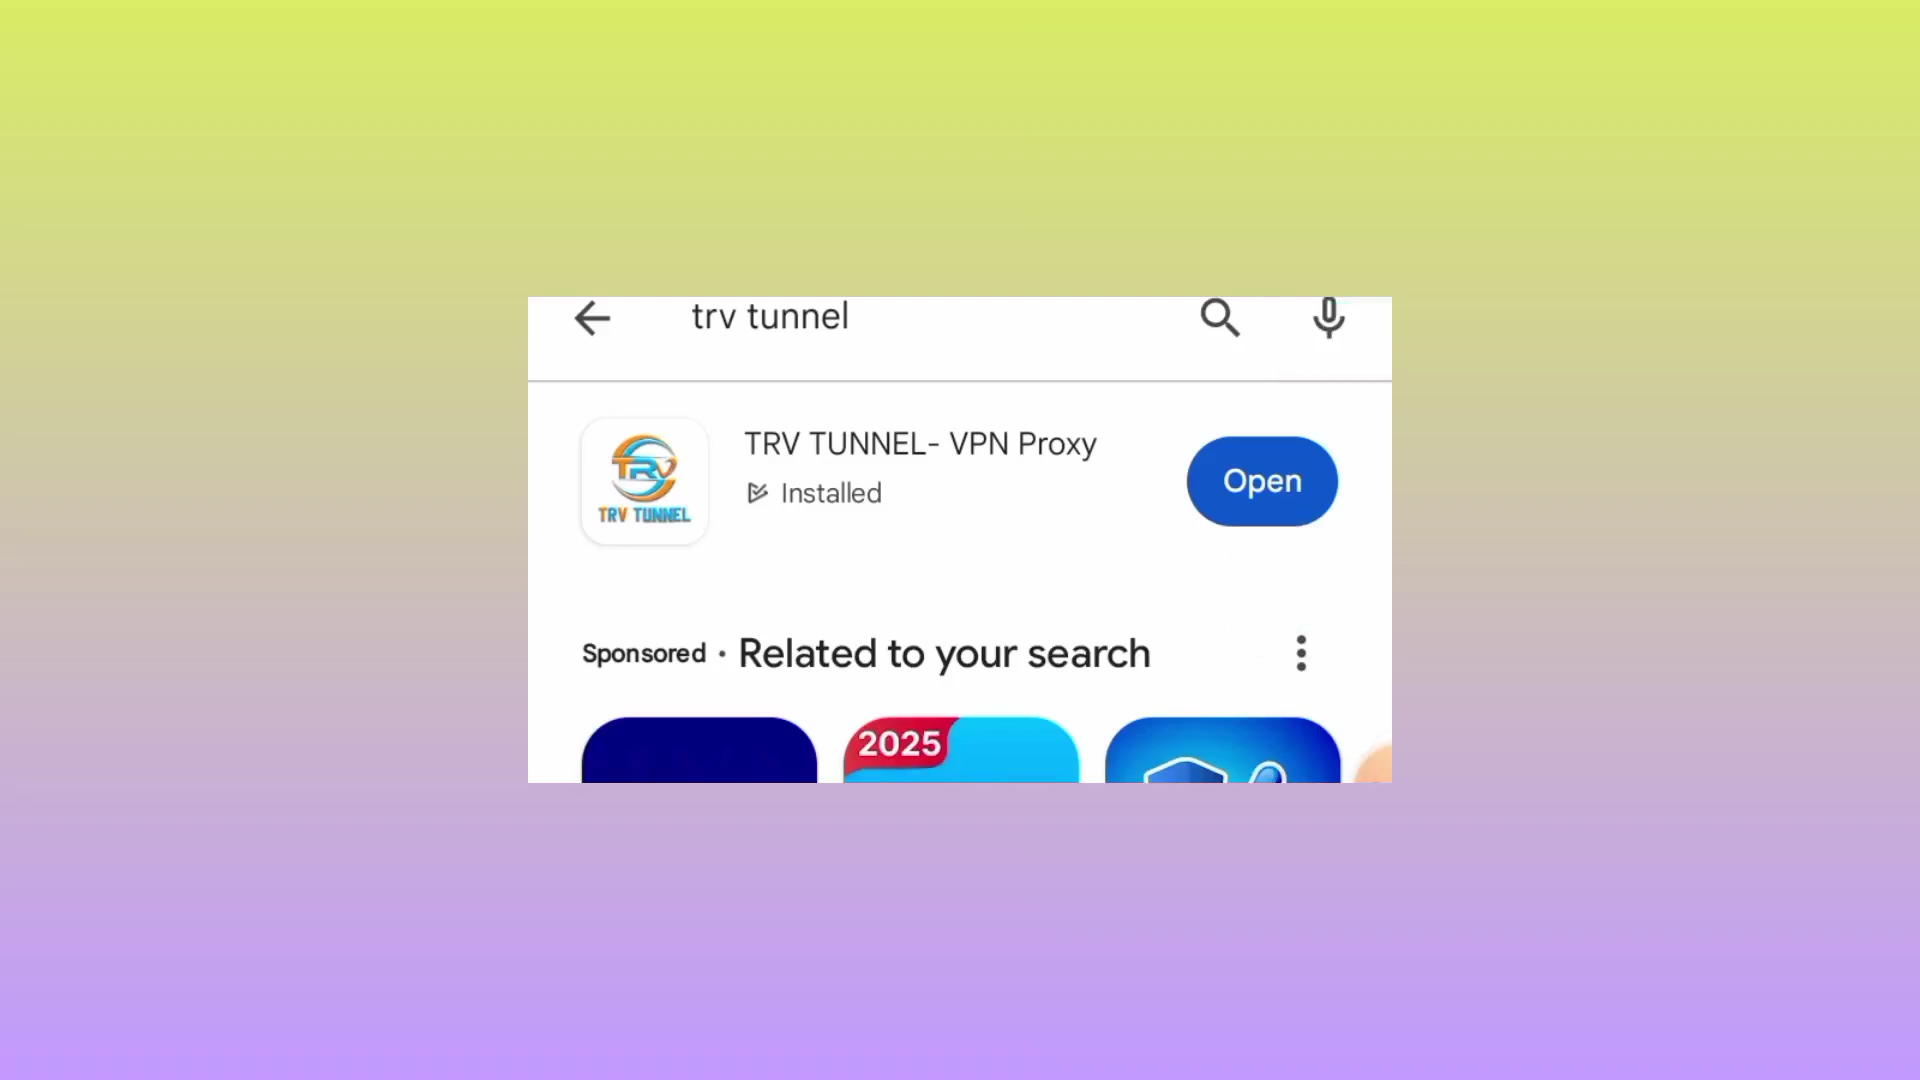 trv tunnel
TRV TUNNEL- VPN Proxy
Installed
Open
TRV
TRV TUNNEL
Sponsored · Related to your search
2025